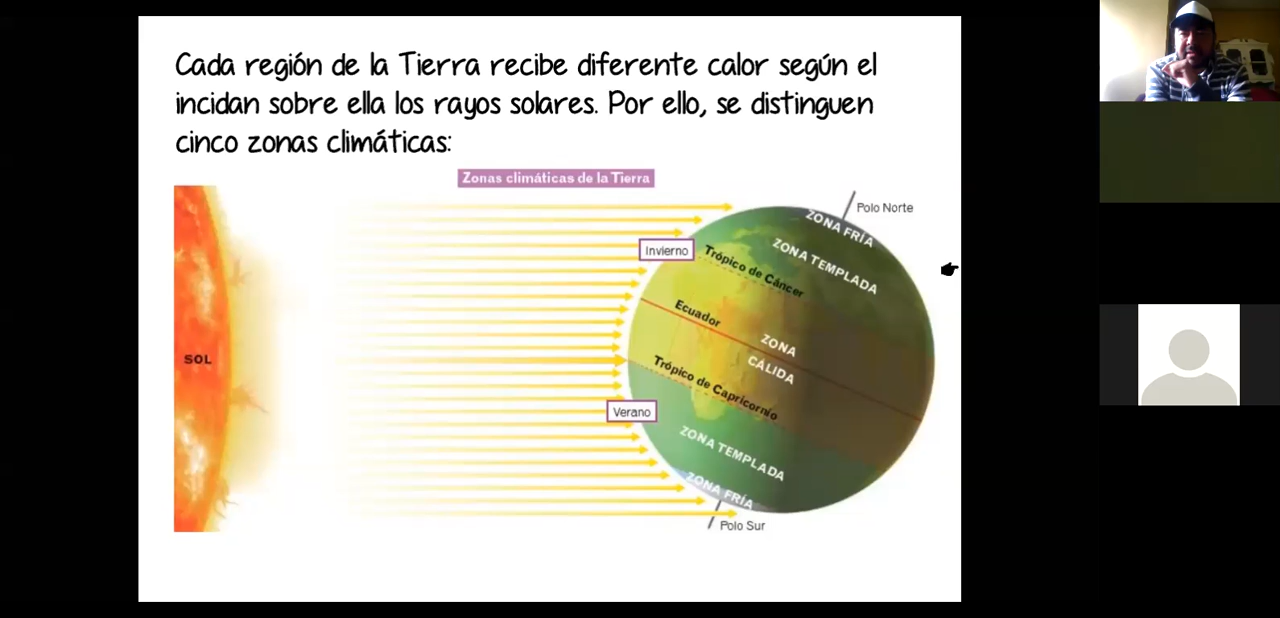 Cada región de la Tierra recibe diferente calor según el
incidan sobre ella los rayos solares. Por ello, se distinguen
cinco zonas climáticas:
Zonas climáticas de la Tierra
Polo Norte
ZONA FRÍA
Invierno
Trópico de Cáncer
ZONA TEMPLADA
Ecuador
ZONA
CÁLIDA
SOL
Trópico de Capricornio
Verano
ZONA TEMPLADA
ZONA FRÍA
Polo Sur